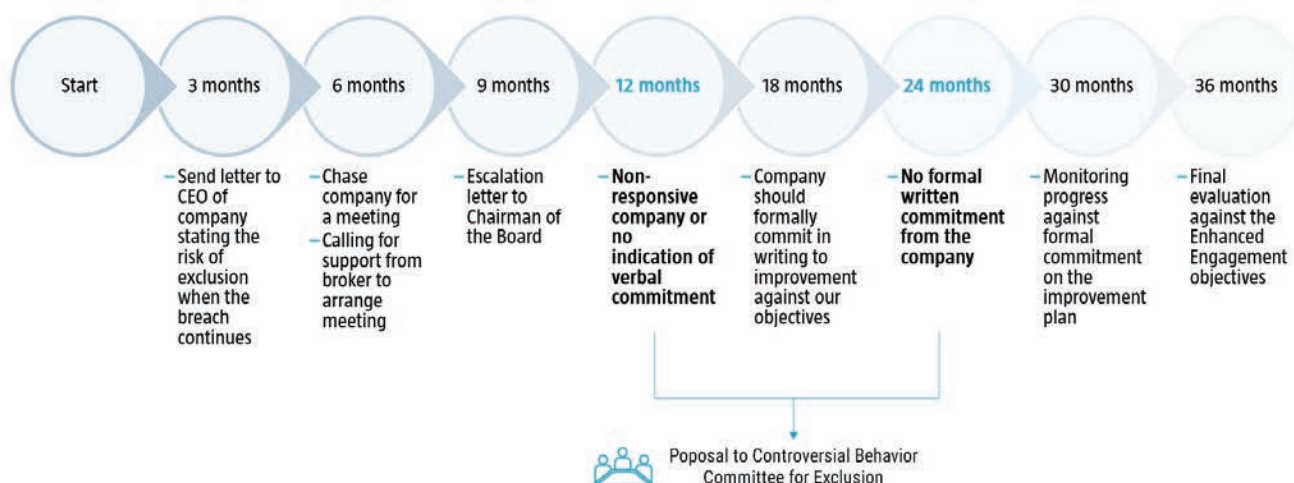 Start
3 months
6 months
9 months
12 months
18 months
24 months
30 months
36 months
– Send letter to
CEO of
company
stating the
risk of
exclusion
when the
breach
continues
– Chase
company for
a meeting
– Calling for
support from
broker to
arrange
meeting
– Escalation
letter to
Chairman of
the Board
– Non-
responsive
company or
no
indication of
verbal
commitment
– Company
should
formally
commit in
writing to
improvement
against our
objectives
– No formal
written
commitment
from the
company
– Monitoring
progress
against
formal
commitment
on the
improvement
plan
– Final
evaluation
against the
Enhanced
Engagement
objectives
Poposal to Controversial Behavior
Committee for Exclusion